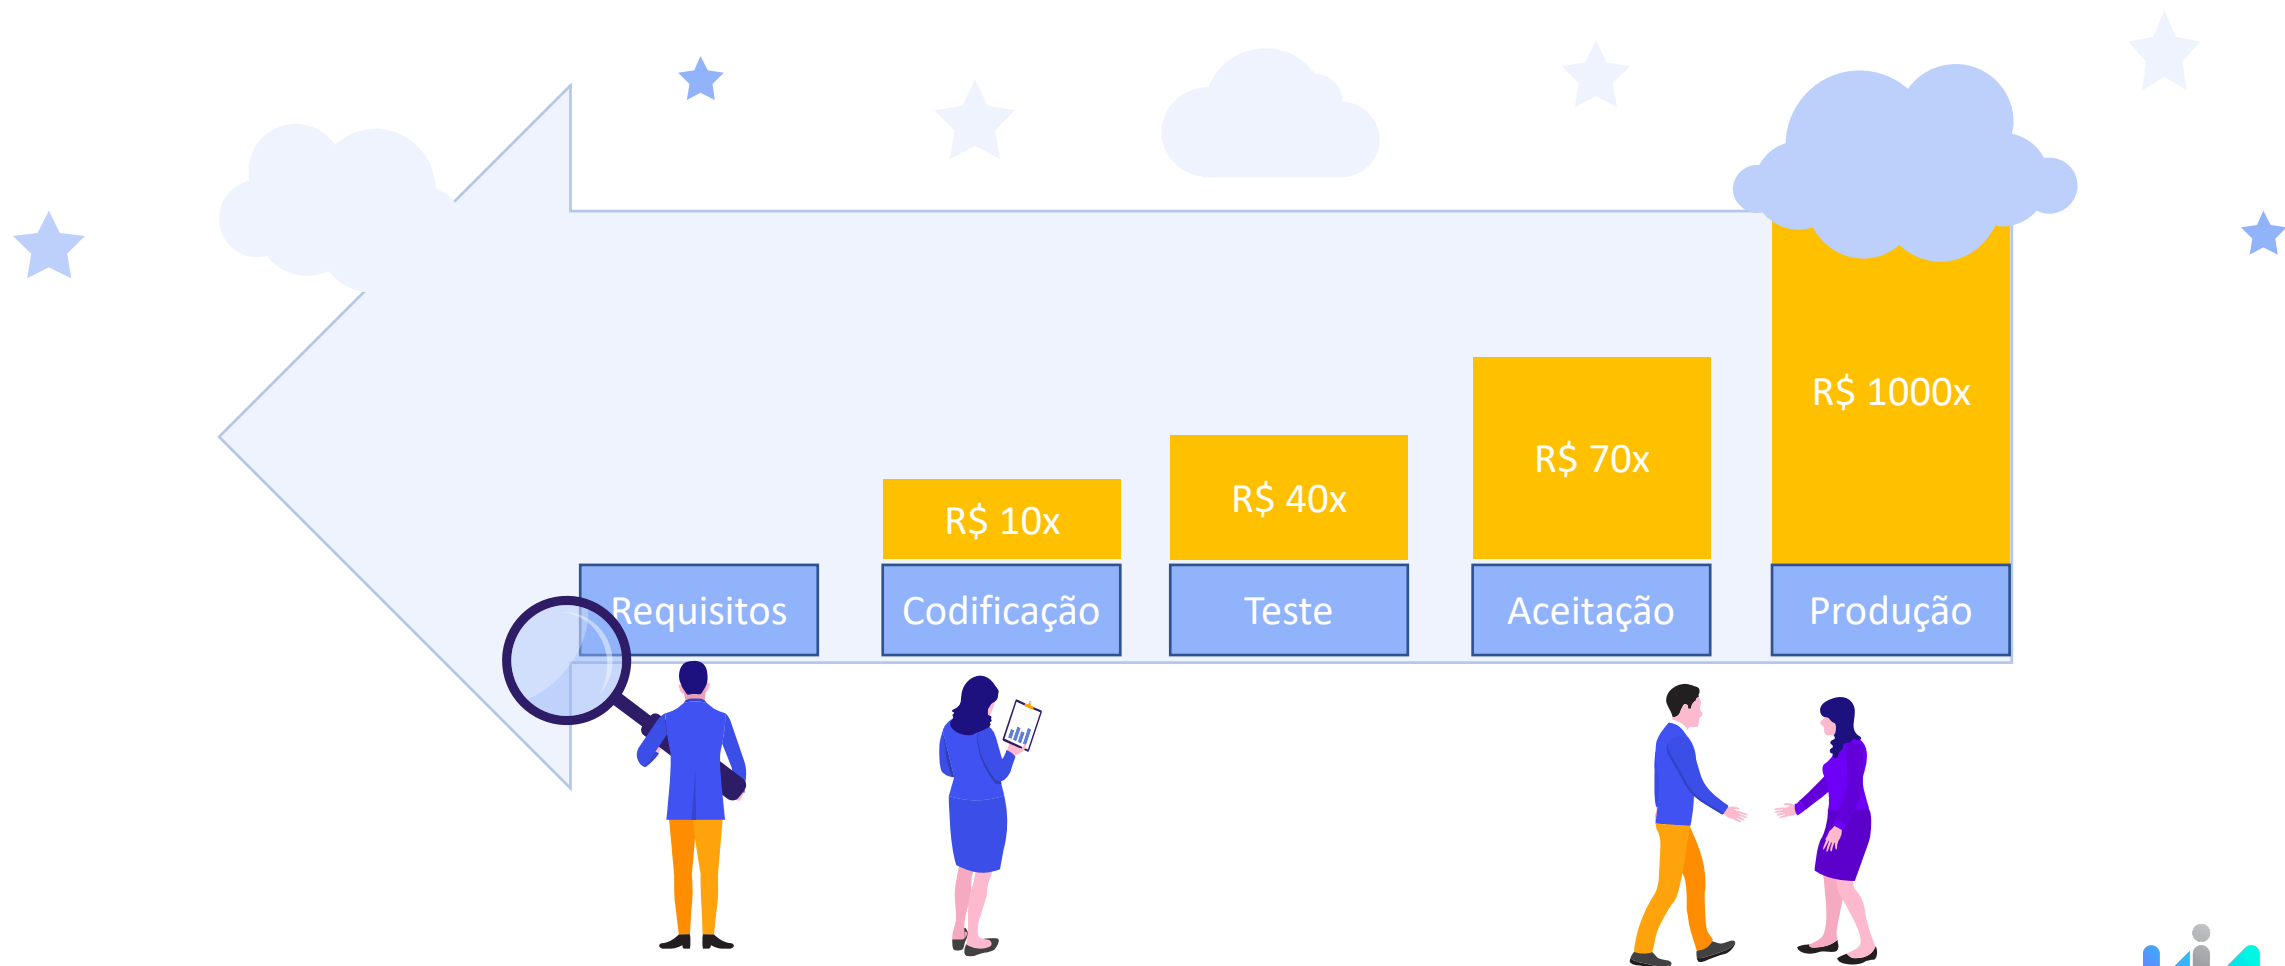 R$ 1000x
R$ 70x
R$ 40x
R$ 10x
Requisitos
Codificação
Teste
Aceitação
Produção